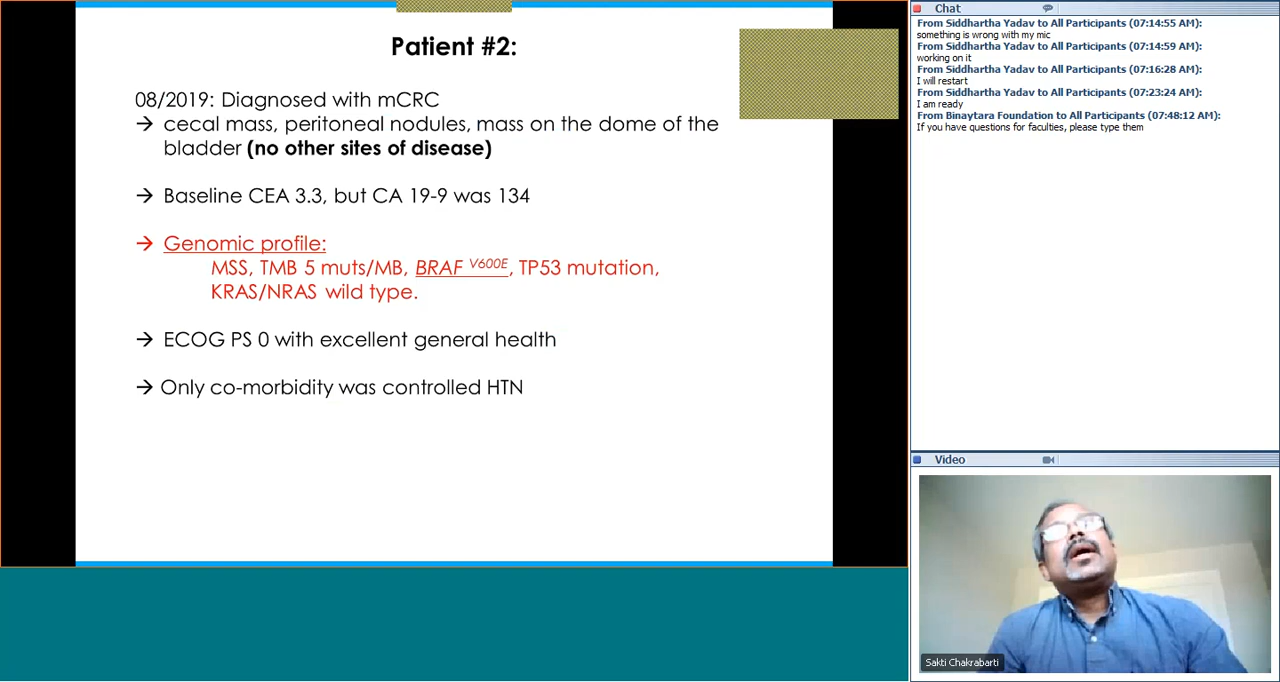 Patient #2:
08/2019: Diagnosed with mCRC
→ cecal mass, peritoneal nodules, mass on the dome of the
bladder (no other sites of disease)
→ Baseline CEA 3.3, but CA 19-9 was 134
→ Genomic profile:
MSS, TMB 5 muts/MB, BRAF V600E, TP53 mutation,
KRAS/NRAS wild type.
→ ECOG PS 0 with excellent general health
→ Only co-morbidity was controlled HTN
Chat
From Siddhartha Yadav to All Participants (07:14:55 AM):
something is wrong with my mic
From Siddhartha Yadav to All Participants (07:14:59 AM):
working on it
From Siddhartha Yadav to All Participants (07:16:28 AM):
I will restart
From Siddhartha Yadav to All Participants (07:23:24 AM):
I am ready
From Binaytara Foundation to All Participants (07:48:12 AM):
If you have questions for faculties, please type them
Video
Sakti Chakrabarti